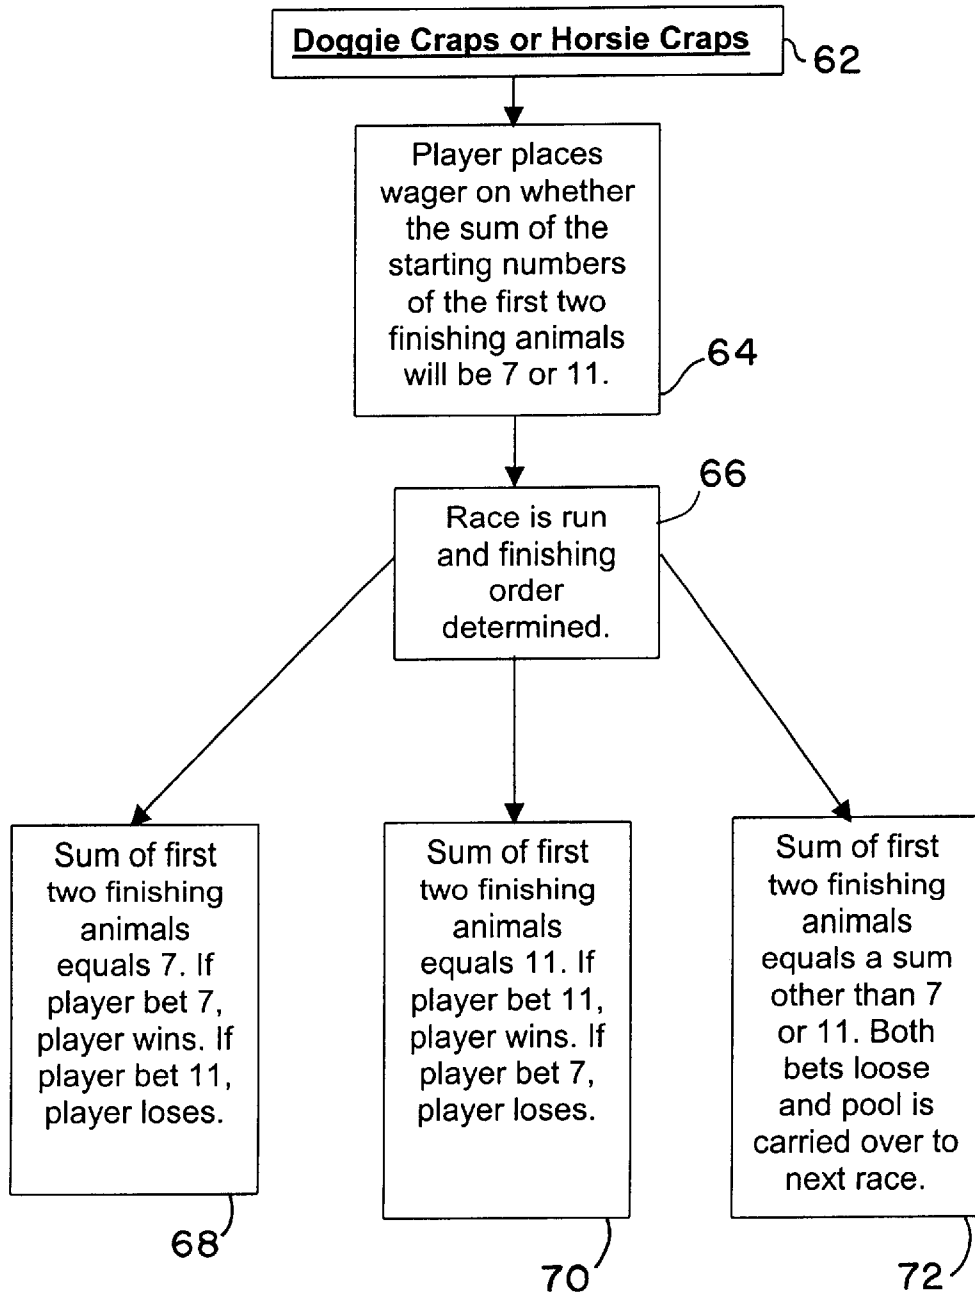 Doggie Craps or Horsie Craps
62
Player places
wager on whether
the sum of the
starting numbers
of the first two
finishing animals
will be 7 or 11.
64
66
Race is run
and finishing
order
determined.
Sum of first
two finishing
animals
equals 7. If
player bet 7,
player wins. If
player bet 11,
player loses.
68
Sum of first
two finishing
animals
equals 11. If
player bet 11,
player wins. If
player bet 7,
player loses.
70
Sum of first
two finishing
animals
equals a sum
other than 7
or 11. Both
bets loose
and pool is
carried over to
next race.
72